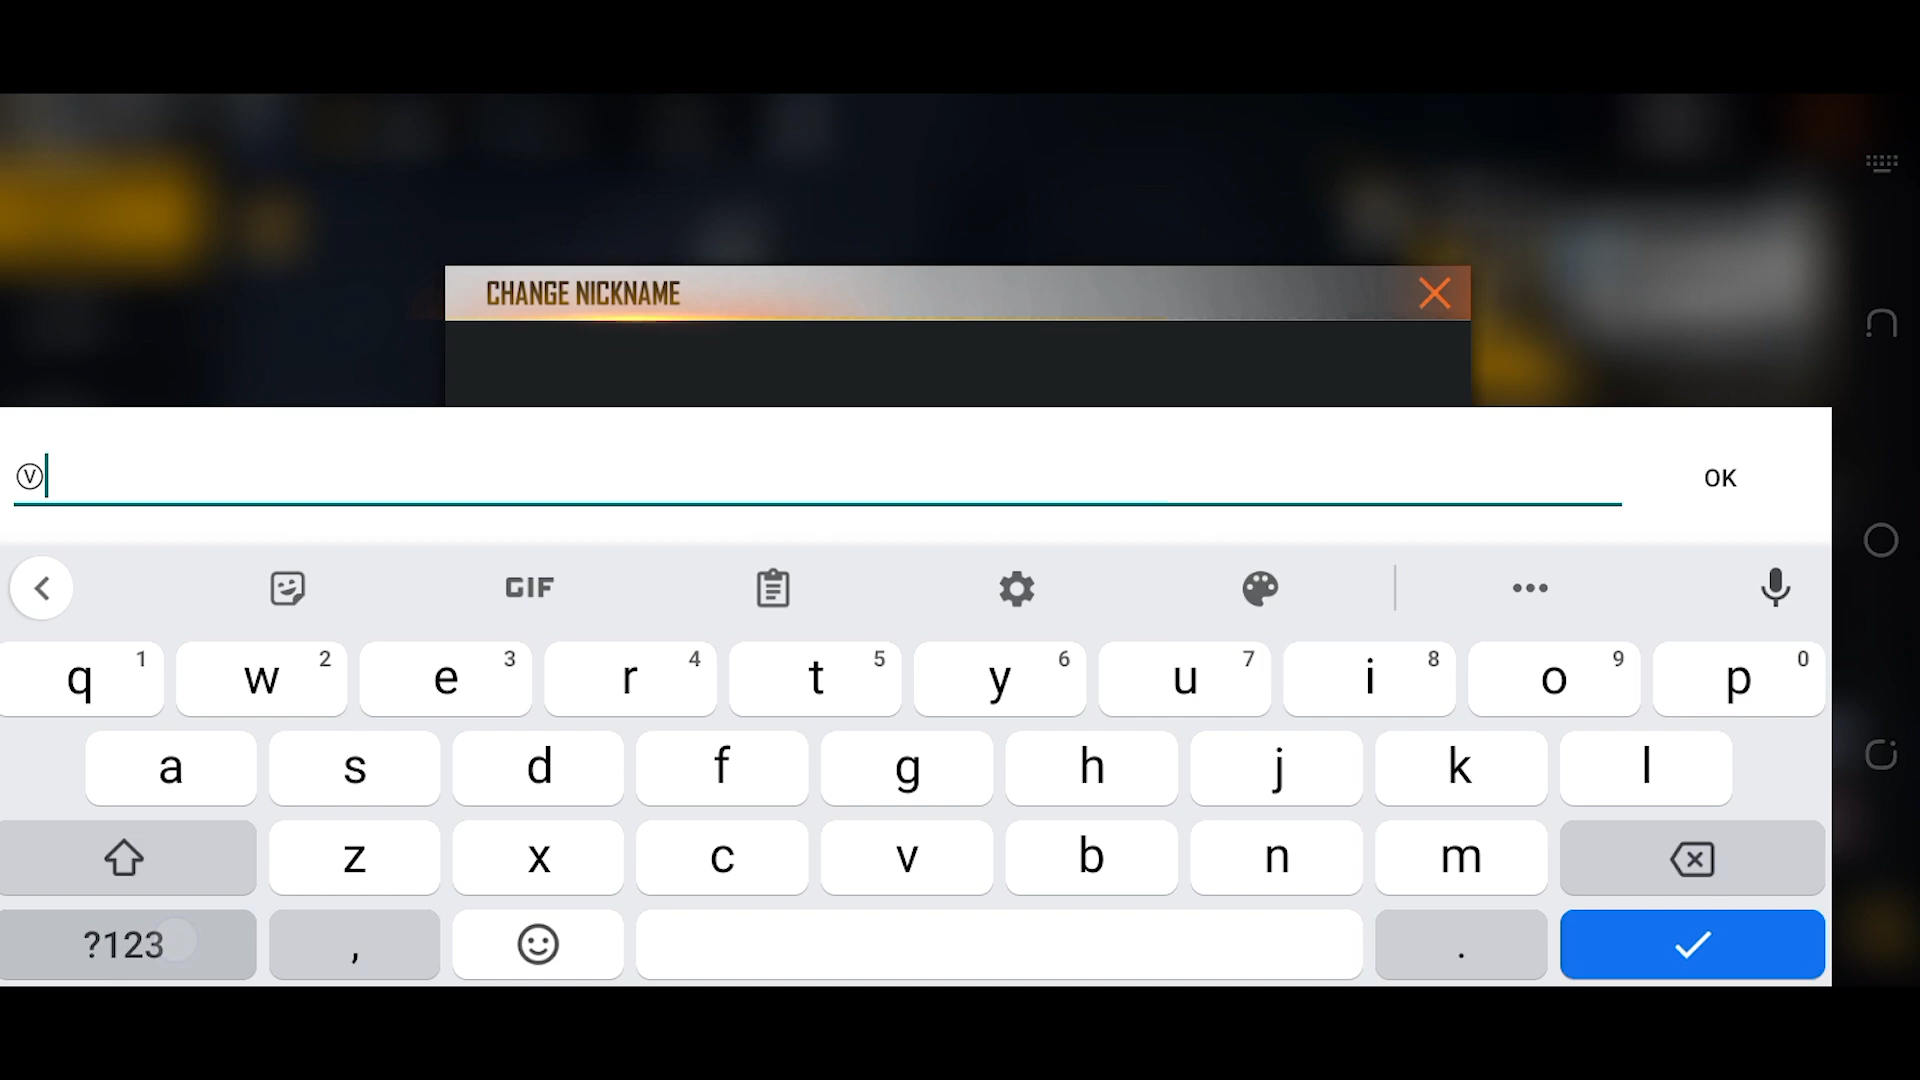 CHANGE NICKNAME
Ⓥ
OK
GIF
q 1 w 2 e 3 r 4 t 5 y 6 u 7 i 8 o 9 p 0
a s d f g h j k l
z x c v b n m
?123 , .